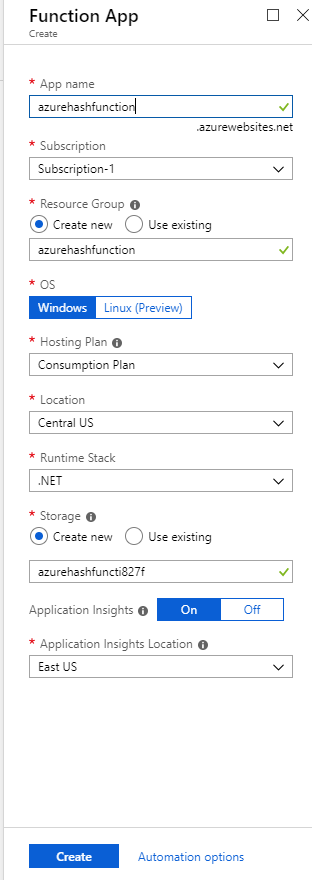 Function App
Create
* App name
azurehashfunction
.azurewebsites.net
* Subscription
Subscription-1
* Resource Group
Create new Use existing
azurehashfunction
* OS
Windows Linux (Preview)
* Hosting Plan
Consumption Plan
* Location
Central US
* Runtime Stack
.NET
* Storage
Create new Use existing
azurehashfuncti827f
Application Insights On Off
* Application Insights Location
East US
Create Automation options